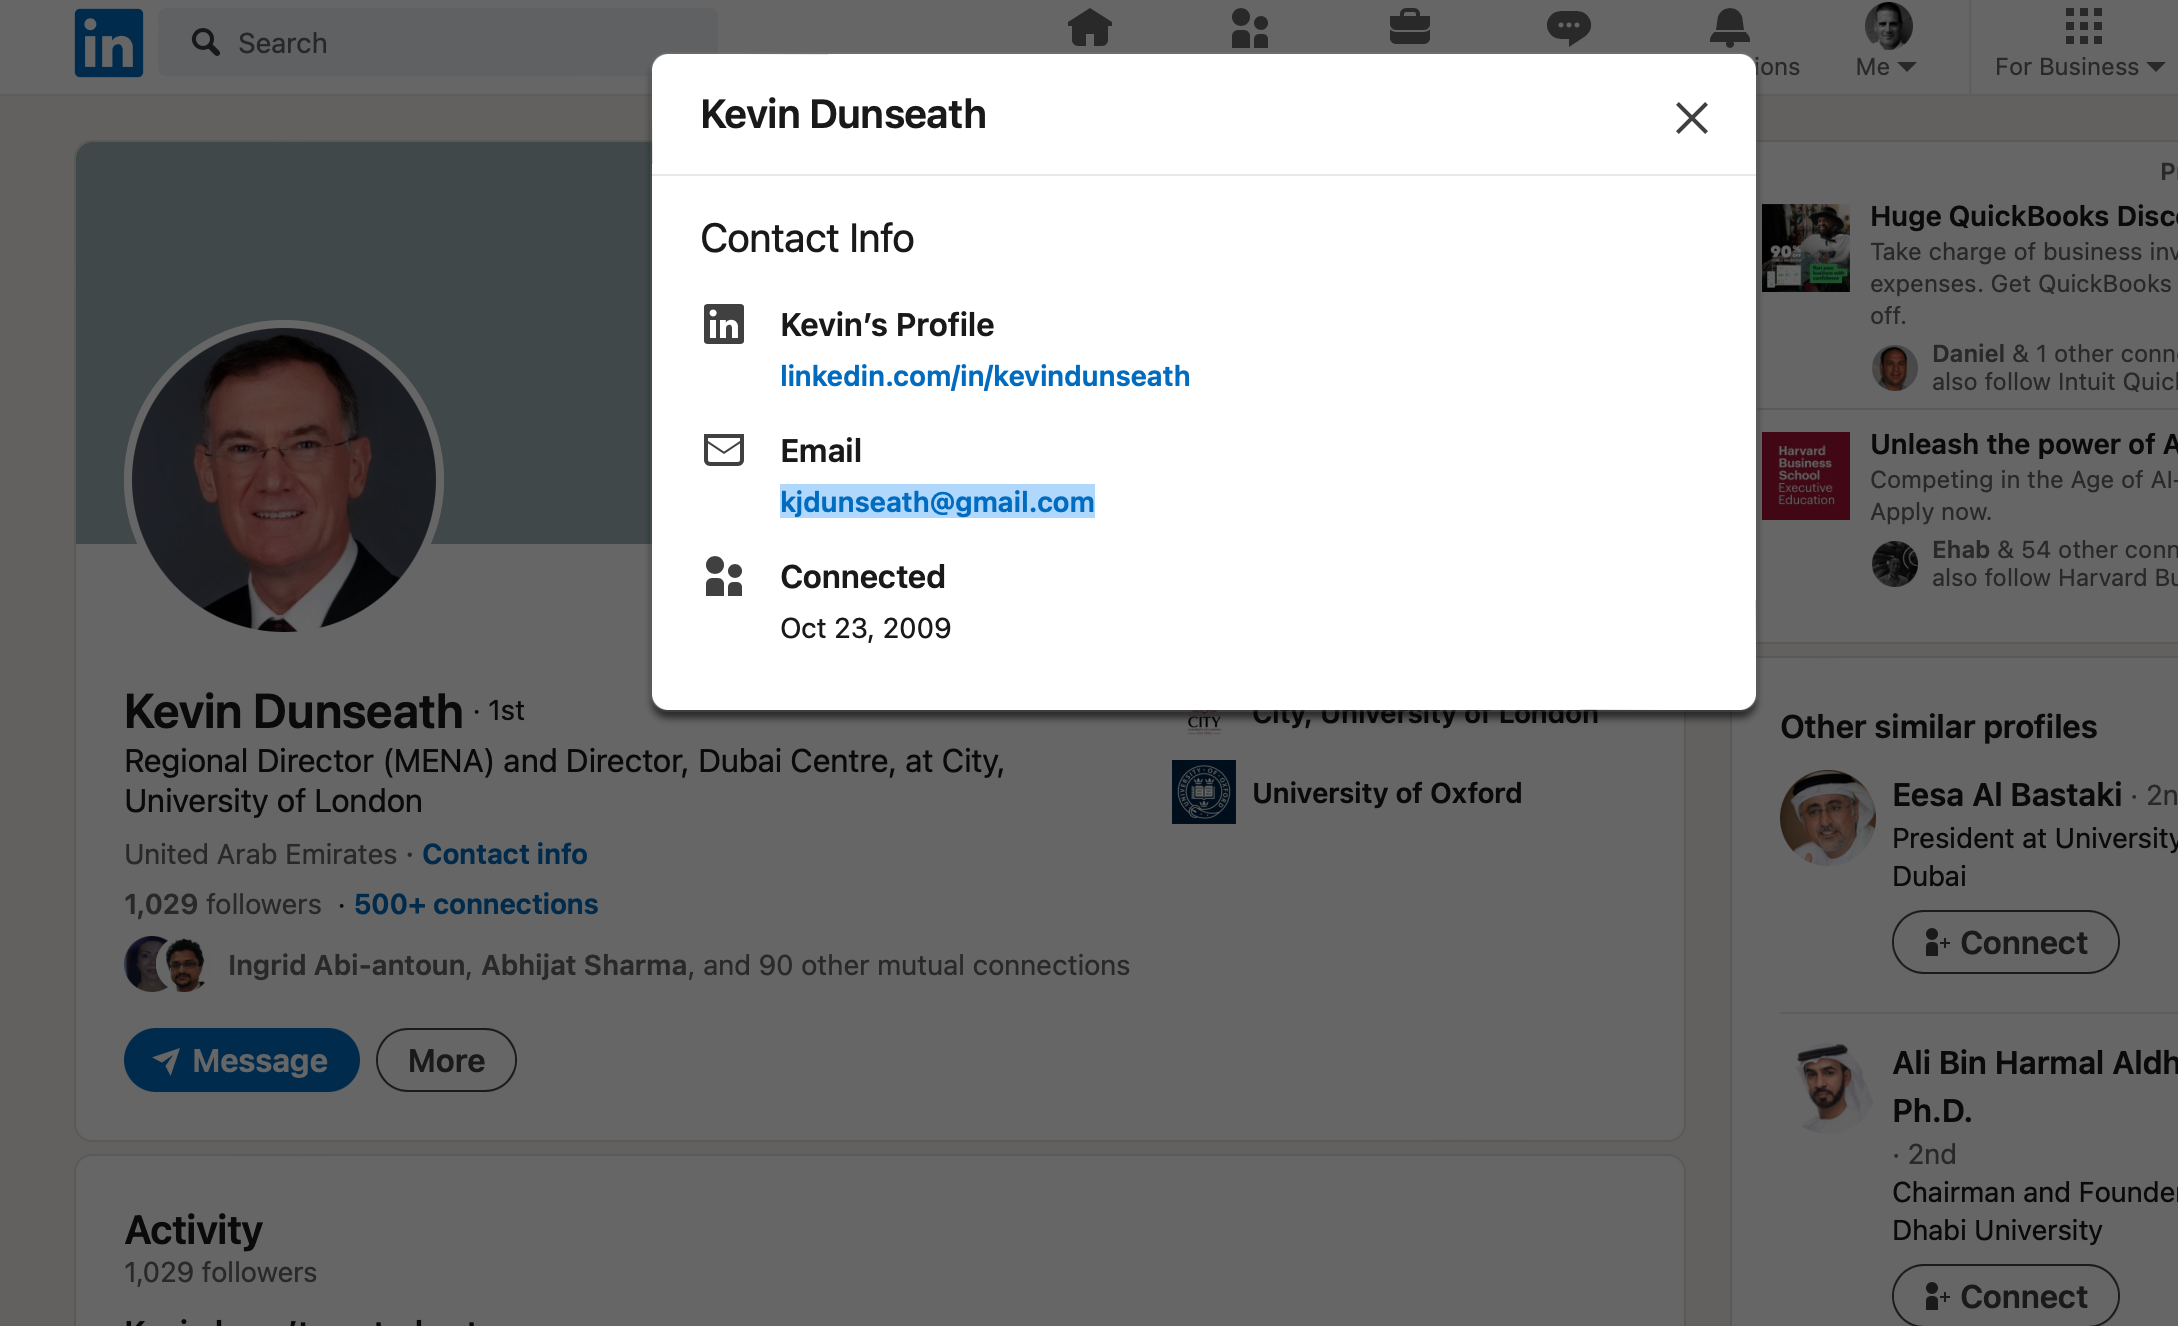 in
Search
ions
Me
For Business
Kevin Dunseath
Contact Info
Kevin’s Profile
linkedin.com/in/kevindunseath
Email
kjdunseath@gmail.com
Connected
Oct 23, 2009
Kevin Dunseath · 1st
Regional Director (MENA) and Director, Dubai Centre, at City,
University of London
United Arab Emirates · Contact info
1,029 followers · 500+ connections
Ingrid Abi-antoun, Abhijat Sharma, and 90 other mutual connections
Message
More
CITY
City, University of London
University of Oxford
Activity
1,029 followers
Huge QuickBooks Disc
Take charge of business inv
expenses. Get QuickBooks
off.
90%
Daniel & 1 other conn
also follow Intuit Quick
Harvard
Business
School
Executive
Education
Unleash the power of A
Competing in the Age of AI-
Apply now.
Ehab & 54 other conn
also follow Harvard Bu
Other similar profiles
Eesa Al Bastaki · 2n
President at University
Dubai
Connect
Ali Bin Harmal Aldh
Ph.D.
· 2nd
Chairman and Founder
Dhabi University
Connect